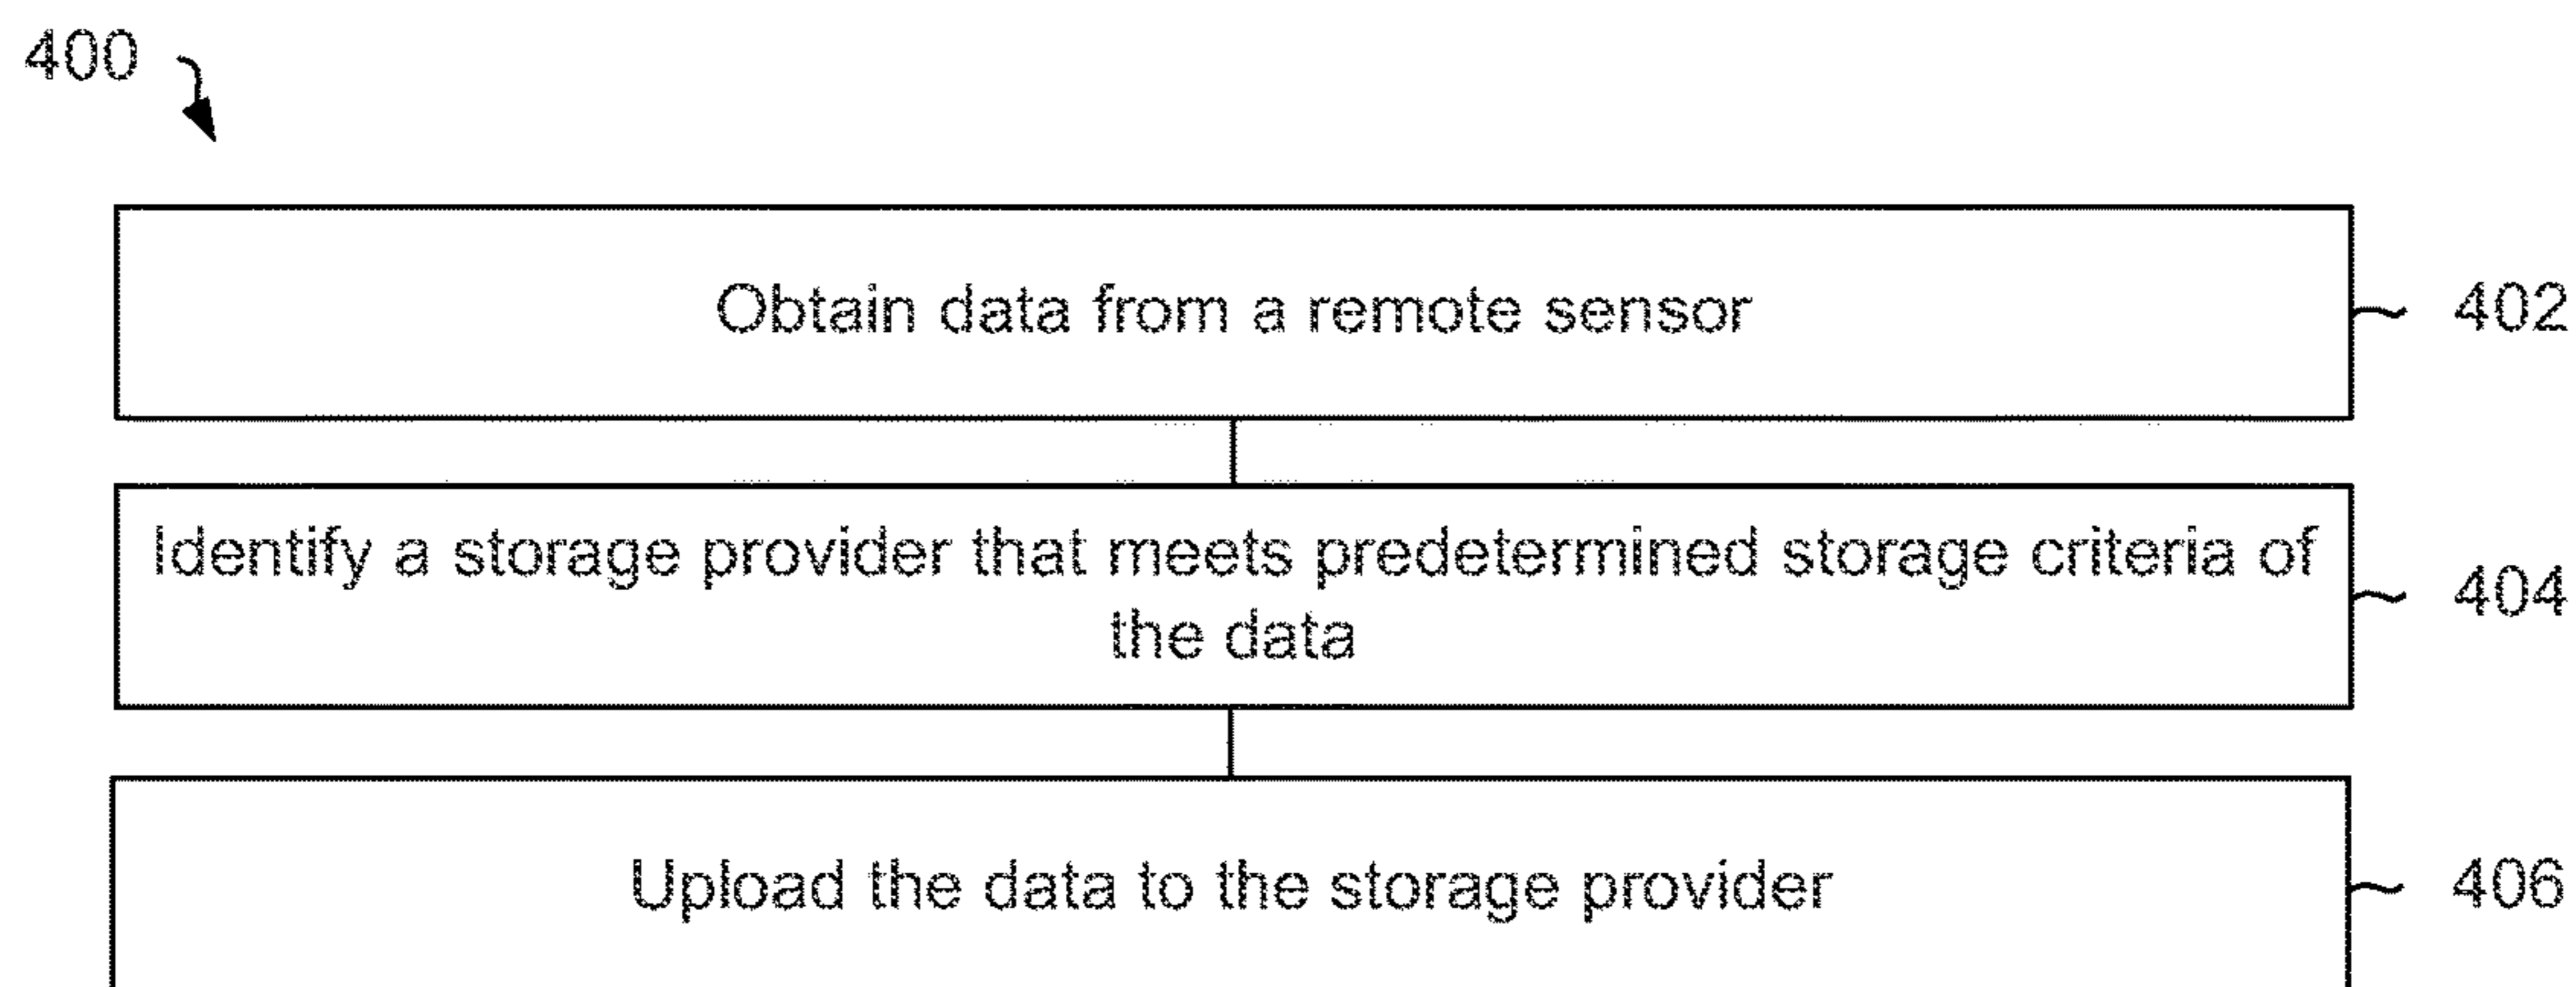 400
Obtain data from a remote sensor
402
Identify a storage provider that meets predetermined storage criteria of
the data
404
Upload the data to the storage provider
406